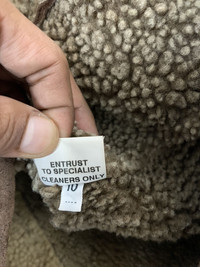 ENTRUST
TO SPECIALIST
CLEANERS ONLY
10